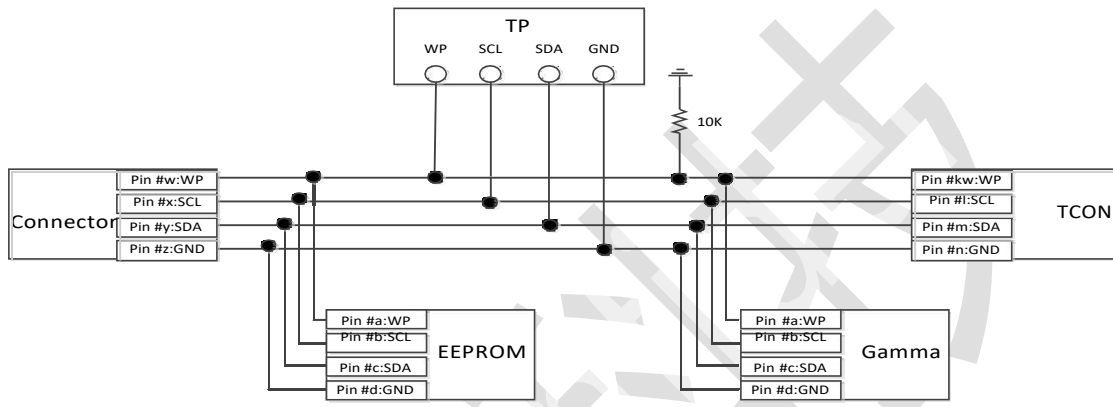 TP
WP SCL SDA GND
10K
Connector
Pin #w:WP
Pin #x:SCL
Pin #y:SDA
Pin #z:GND
TCON
Pin #kw:WP
Pin #l:SCL
Pin #m:SDA
Pin #n:GND
EEPROM
Pin #a:WP
Pin #b:SCL
Pin #c:SDA
Pin #d:GND
Gamma
Pin #a:WP
Pin #b:SCL
Pin #c:SDA
Pin #d:GND